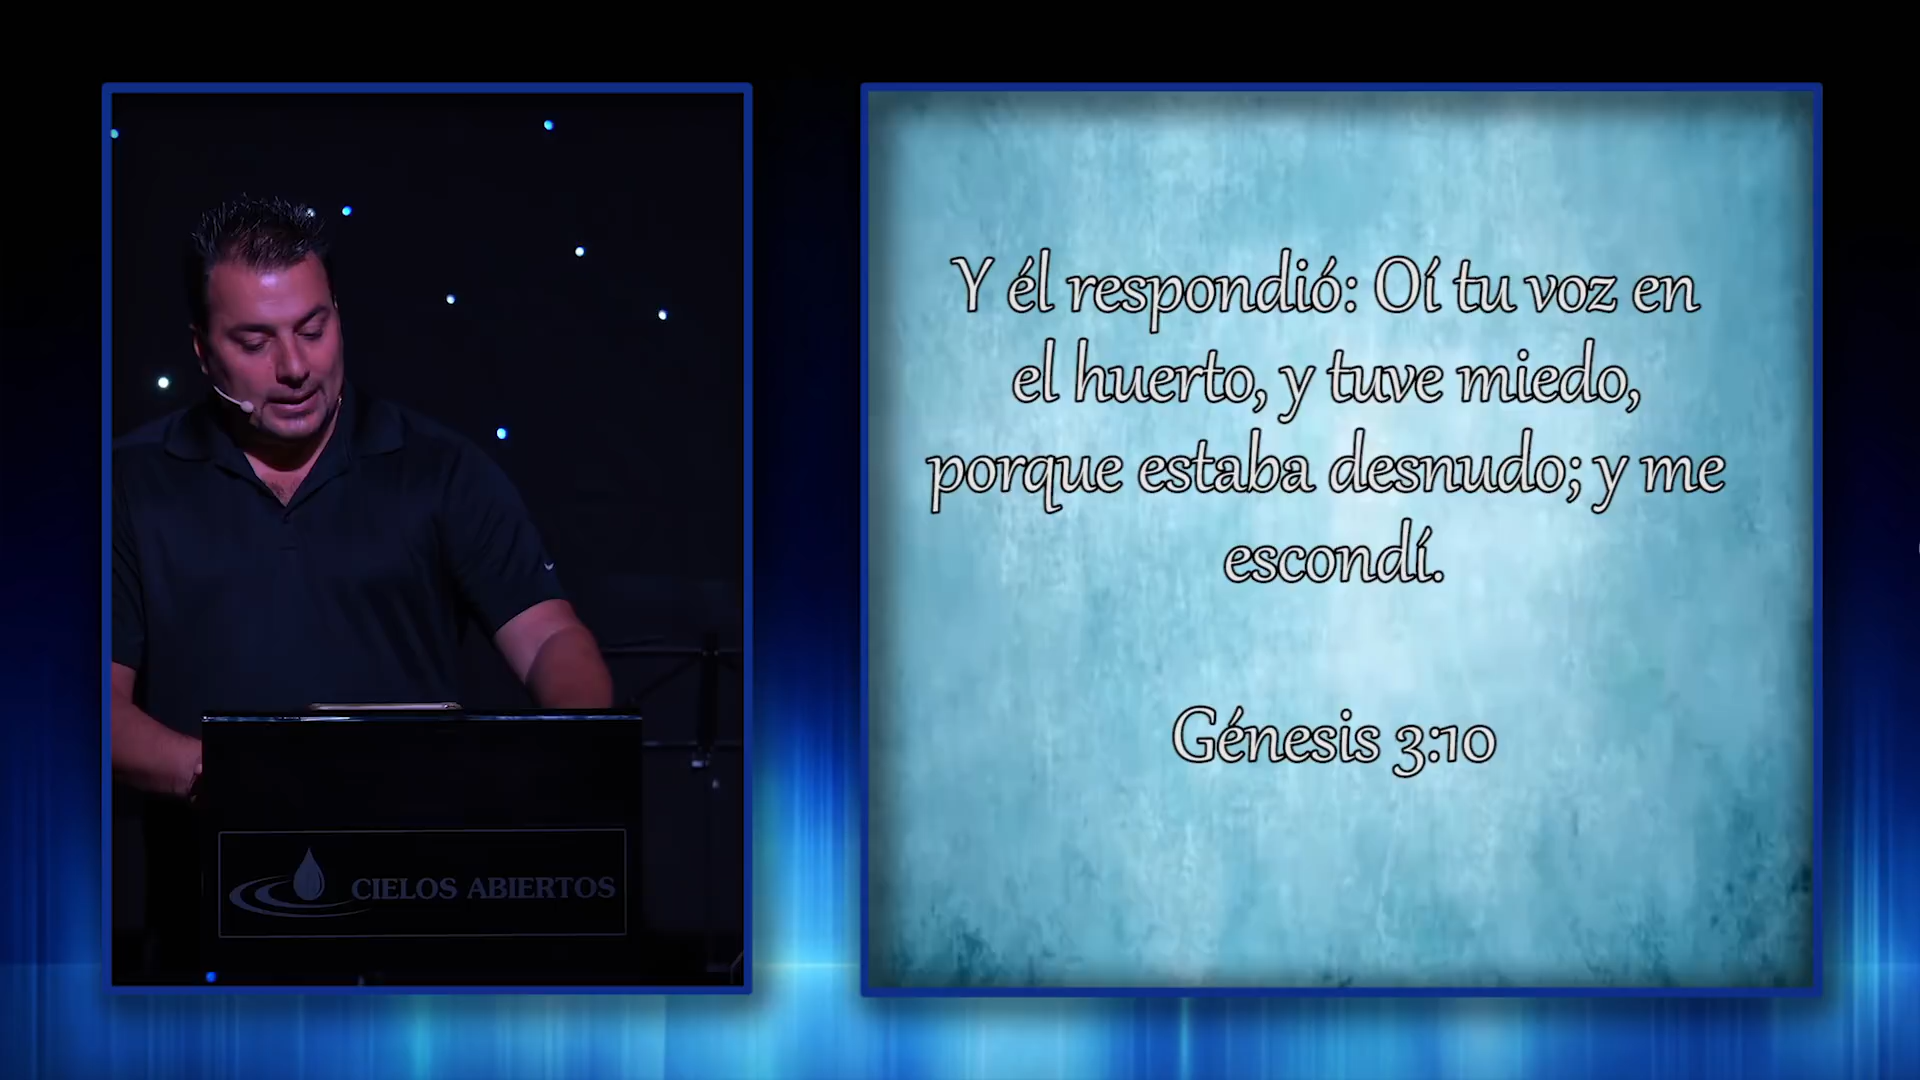 Y él respondió: Oí tu voz en
el huerto, y tuve miedo,
porque estaba desnudo; y me
escondí.
Génesis 3:10
CIELOS ABIERTOS